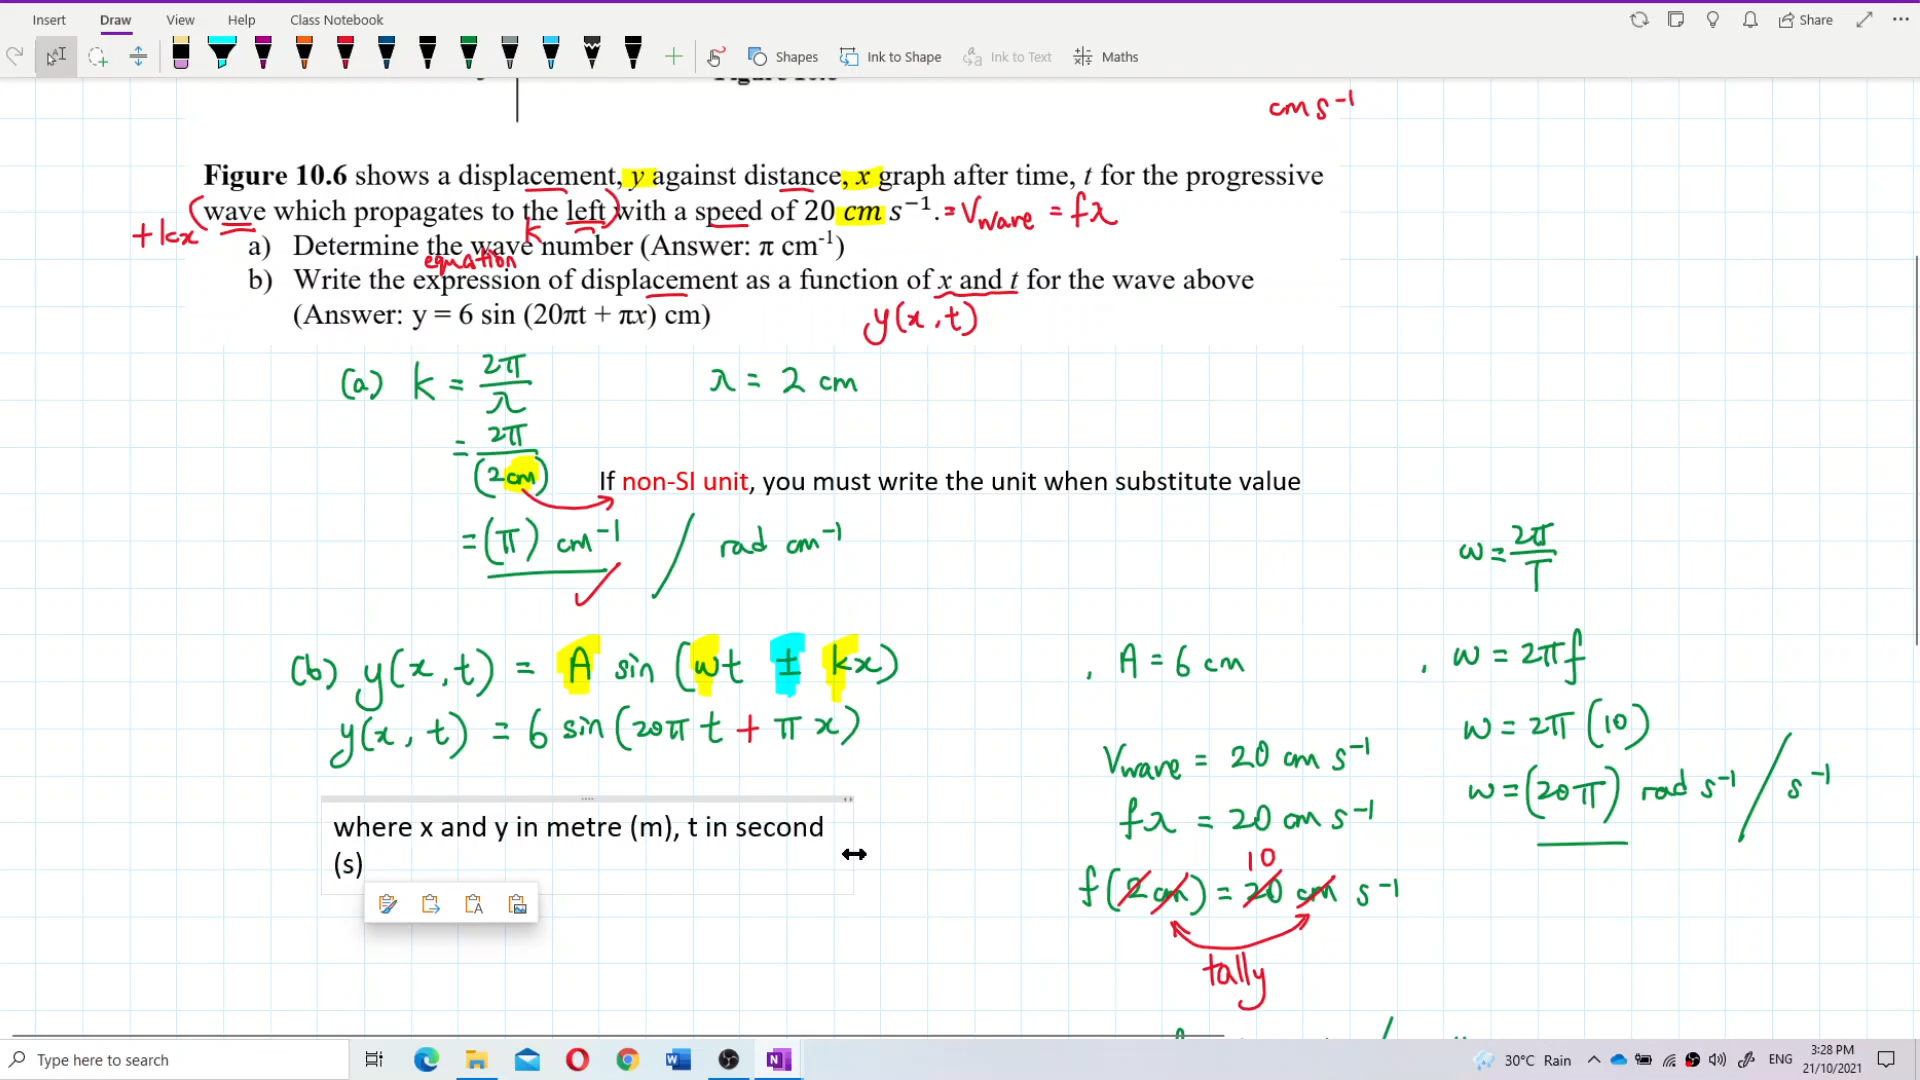 Insert Draw View Help Class Notebook Share
Shapes Ink to Shape Ink to Text Maths
cm s⁻¹
Figure 10.6 shows a displacement, y against distance, x graph after time, t for the progressive
wave which propagates to the left with a speed of 20 cm s⁻¹. = Vwave = fλ
+kx
k
a) Determine the wave number (Answer: π cm⁻¹)
equation
b) Write the expression of displacement as a function of x and t for the wave above
(Answer: y = 6 sin (20πt + πx) cm)
y(x,t)
(a) k = 2π/λ λ = 2 cm
= 2π/(2cm)
If non-SI unit, you must write the unit when substitute value
= (π) cm⁻¹ / rad cm⁻¹
ω = 2π/T
(b) y(x,t) = A sin (ωt ± kx) , A = 6 cm , ω = 2πf
y(x,t) = 6 sin (20π t + π x)
ω = 2π (10)
Vwave = 20 cm s⁻¹
ω = (20π) rad s⁻¹ / s⁻¹
fλ = 20 cm s⁻¹
where x and y in metre (m), t in second
(s)
10
f(2cm) = 20 cm s⁻¹
tally
Type here to search
30°C Rain ENG 3:28 PM
21/10/2021